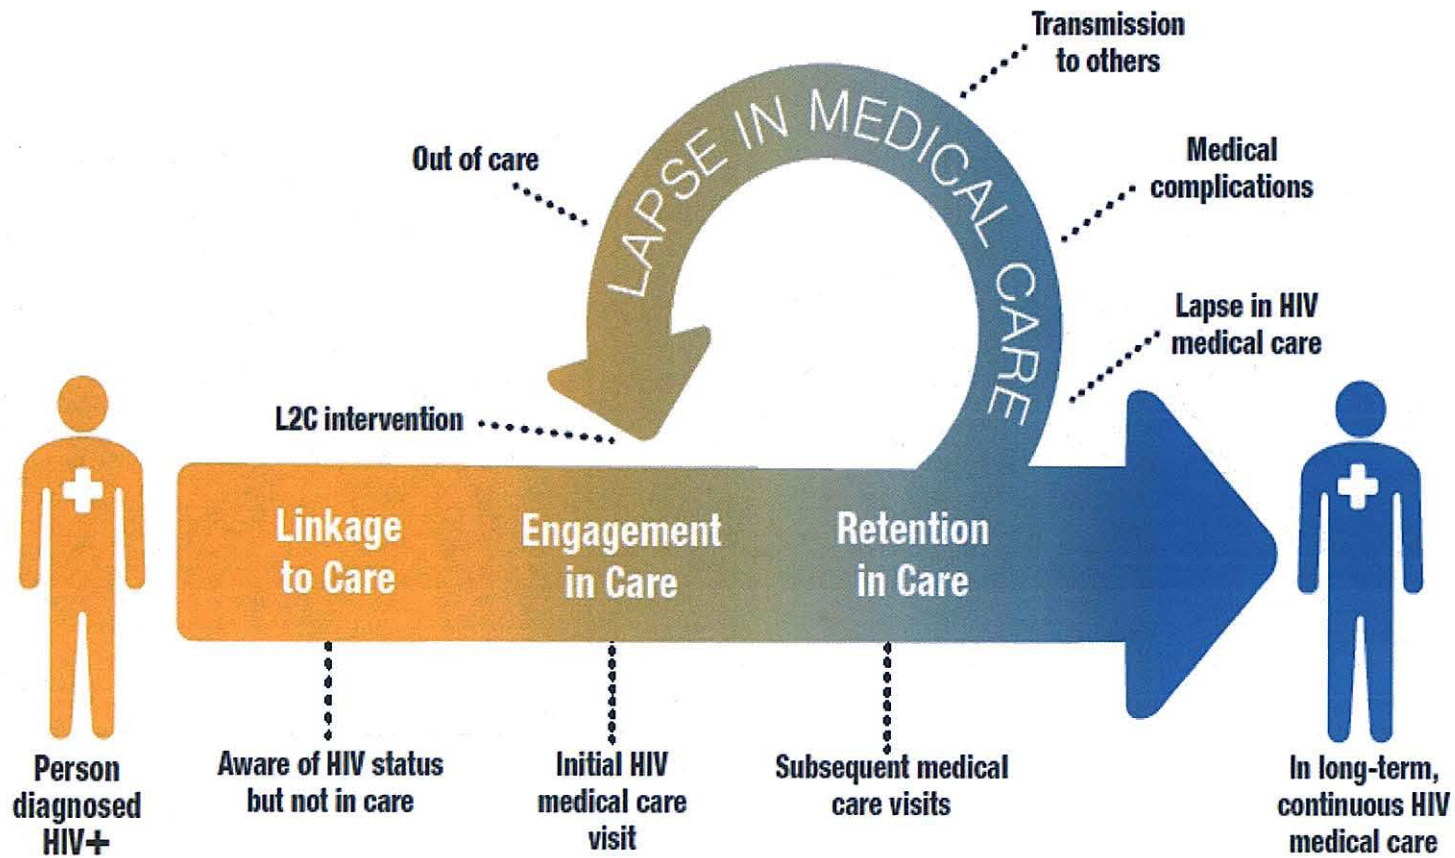 Transmission
to others
LAPSE IN MEDICAL CARE
Out of care
Medical
complications
Lapse in HIV
medical care
L2C intervention
Linkage
to Care
Engagement
in Care
Retention
in Care
Person
diagnosed
HIV+
Aware of HIV status
but not in care
Initial HIV
medical care
visit
Subsequent medical
care visits
In long-term,
continuous HIV
medical care